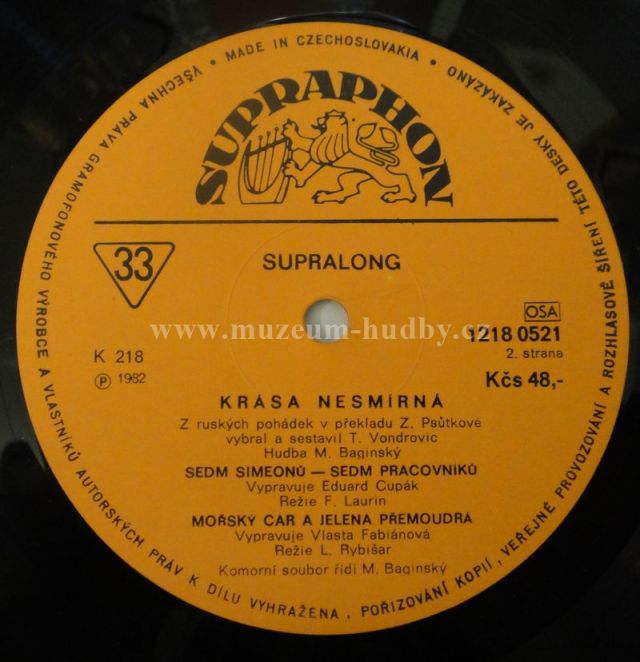 • MADE IN CZECHOSLOVAKIA •
VŠECHNA PRÁVA GRAMOFONOVÉHO VÝROBCE A VLASTNÍKŮ AUTORSKÝCH PRÁV K DÍLU VYHRAŽENA. POŘIZOVÁNÍ KOPIÍ, VEŘEJNÉ PROVOZOVÁNÍ A ROZHLASOVÉ ŠÍŘENÍ TÉTO DESKY JE ZAKÁZÁNO
SUPRAPHON
33
SUPRALONG
www.muzeum-hudby.cz
OSA
K 218
1218 0521
2. strana
Ⓟ 1982
Kčs 48,-
KRÁSA NESMÍRNÁ
Z ruských pohádek v překladu Z. Psůtkové
vybral a sestavil T. Vondrovic
Hudba M. Baginský
SEDM SIMEONŮ — SEDM PRACOVNÍKŮ
Vypravuje Eduard Cupák
Režie F. Laurin
MOŘSKÝ CAR A JELENA PŘEMOUDRÁ
Vypravuje Vlasta Fabiánová
Režie L. Rybišar
Komorní soubor řídí M. Baginský